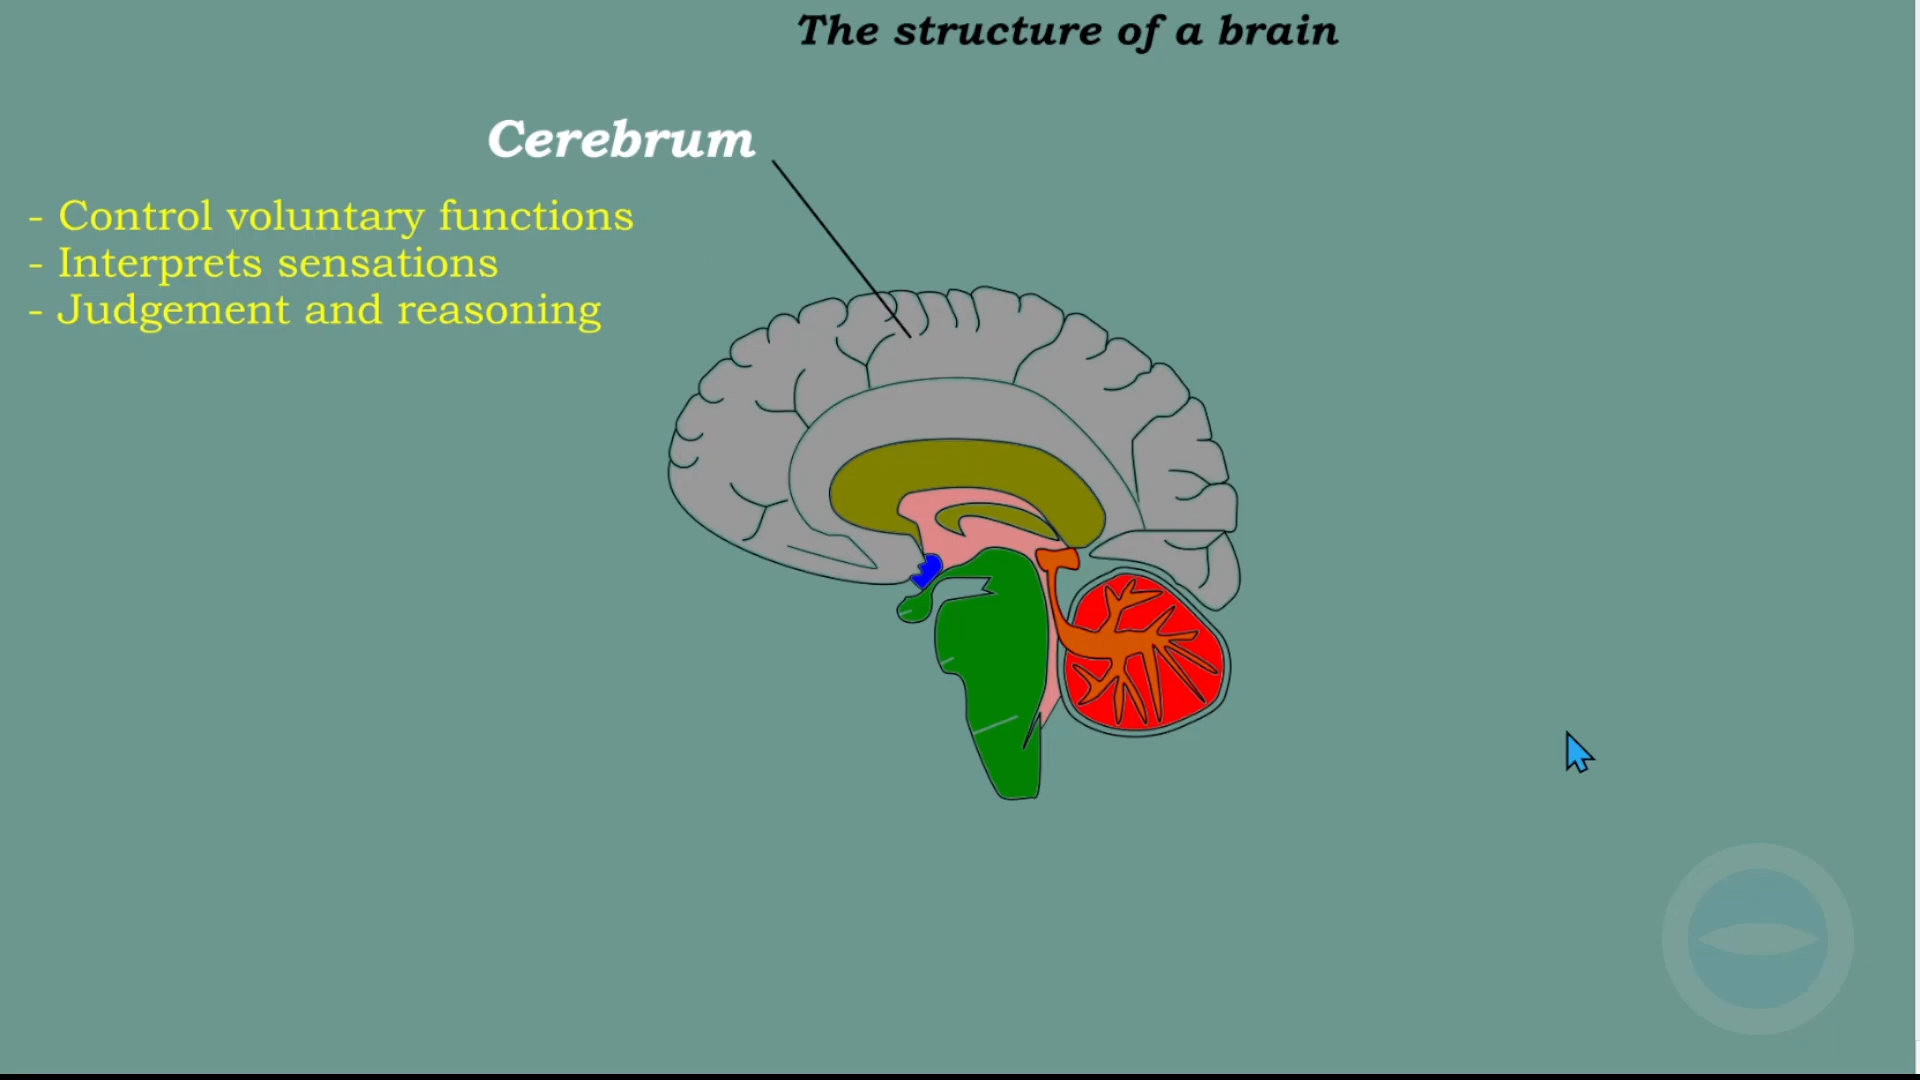 The structure of a brain
Cerebrum
- Control voluntary functions
- Interprets sensations
- Judgement and reasoning